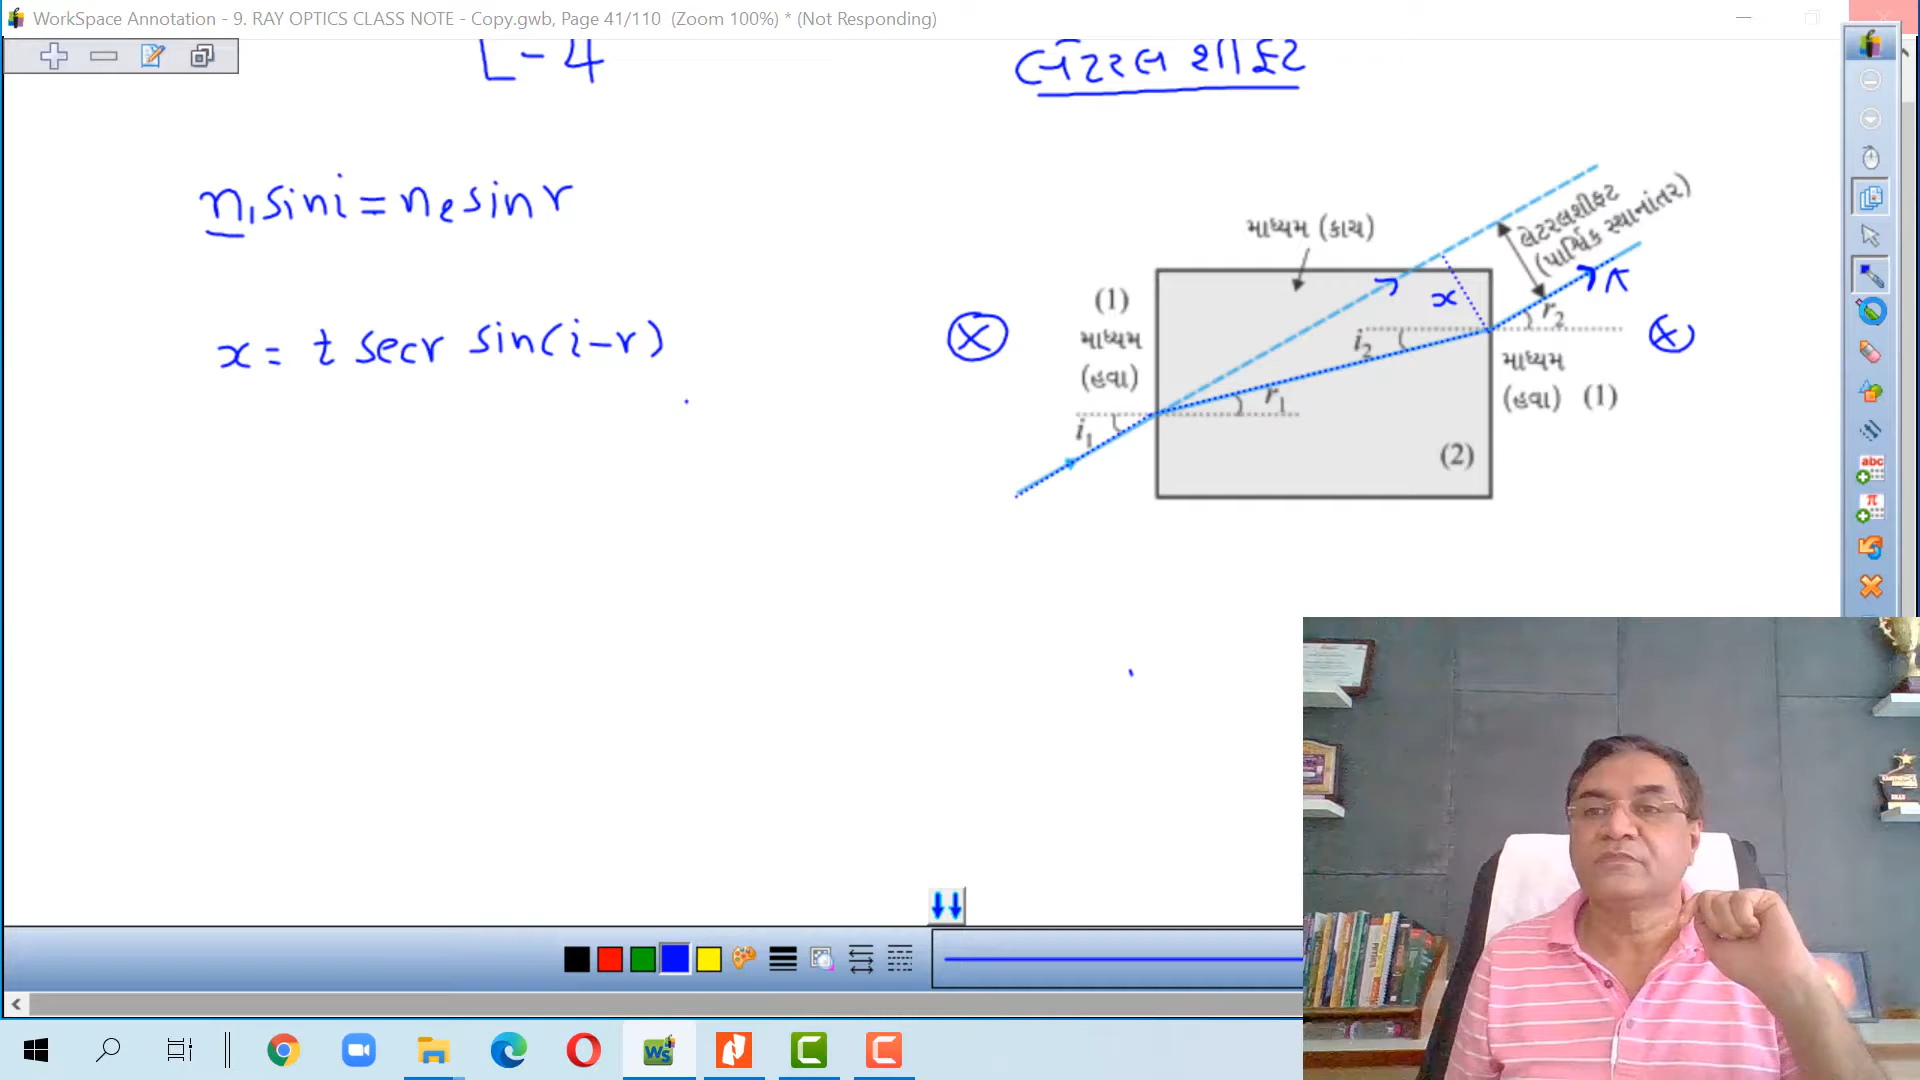 WorkSpace Annotation - 9. RAY OPTICS CLASS NOTE - Copy.gwb, Page 41/110 (Zoom 100%) * (Not Responding)
L-4
લેટરલ શીફ્ટ
n₁ sin i = n₂ sin r
x = t sec r sin(i-r)
માધ્યમ (કાચ)
લેટરલશીફ્ટ
(પાર્શ્વિક સ્થાનાંતર)
(1)
માધ્યમ
(હવા)
x
x
i₁
r₁
i₂
r₂
x
માધ્યમ
(હવા) (1)
(2)
abc
π
Ws